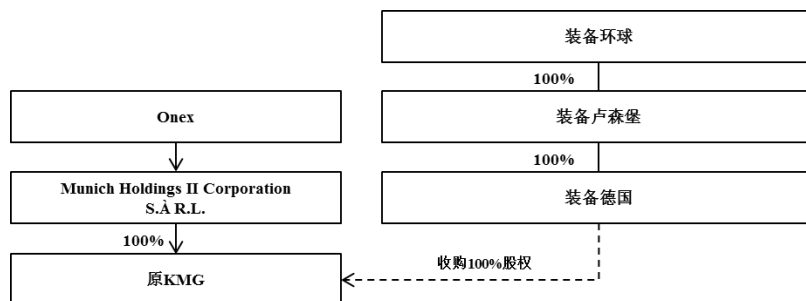 装备环球
100%
Onex
装备卢森堡
100%
Munich Holdings II Corporation
S.À R.L.
装备德国
100%
收购100%股权
原KMG